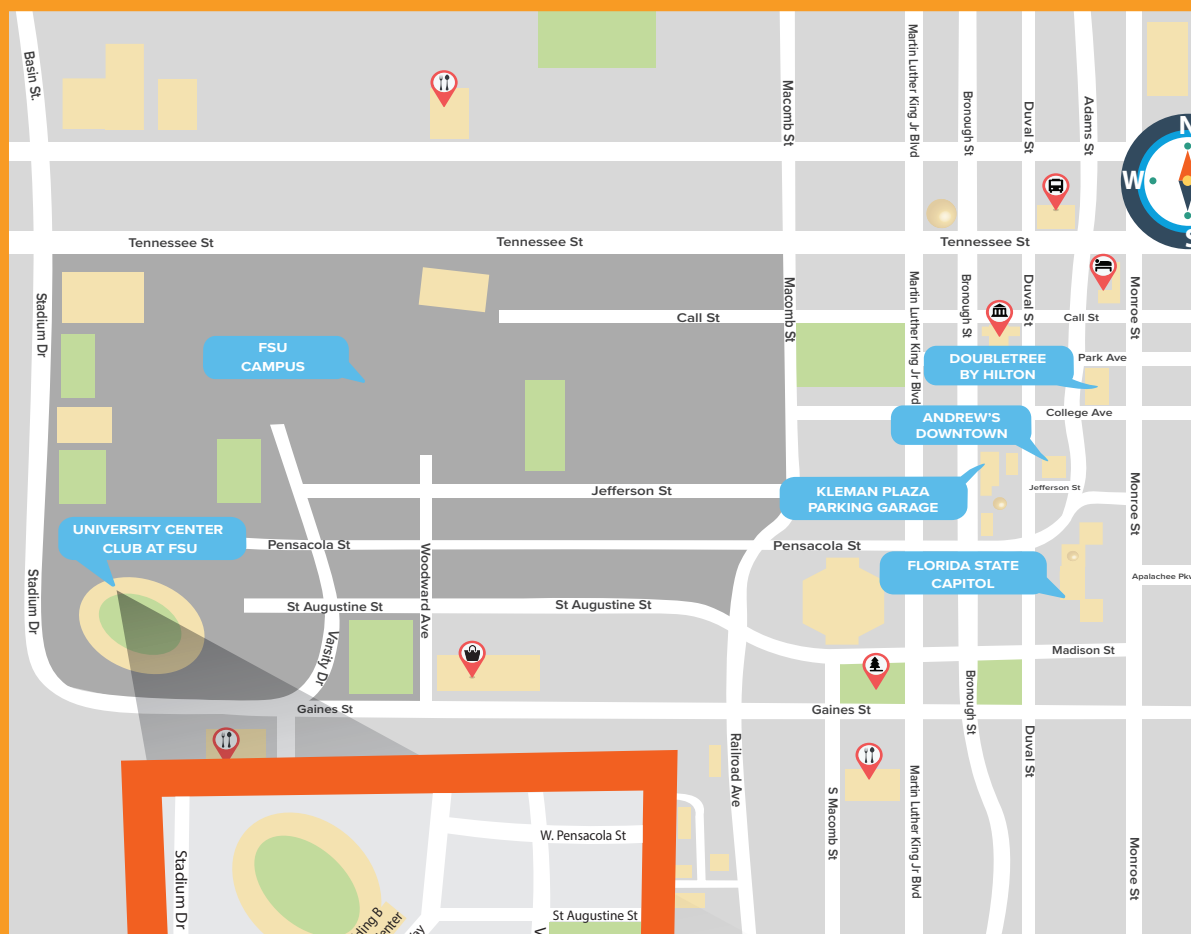 Basin St.
Macomb St
Martin Luther King Jr Blvd
Bronough St
Duval St
Adams St
N
W
S
Tennessee St
Tennessee St
Tennessee St
Stadium Dr
Macomb St
Martin Luther King Jr Blvd
Bronough St
Duval St
Monroe St
Call St
Call St
FSU
CAMPUS
DOUBLETREE
BY HILTON
Park Ave
College Ave
ANDREW'S
DOWNTOWN
Jefferson St
Jefferson St
KLEMAN PLAZA
PARKING GARAGE
Monroe St
UNIVERSITY CENTER
CLUB AT FSU
Pensacola St
Pensacola St
Woodward Ave
FLORIDA STATE
CAPITOL
Apalachee Pkw
Stadium Dr
St Augustine St
St Augustine St
Varsity Dr
Madison St
Gaines St
Gaines St
Bronough St
Duval St
Railroad Ave
S Macomb St
Martin Luther King Jr Blvd
Monroe St
W. Pensacola St
Stadium Dr
St Augustine St